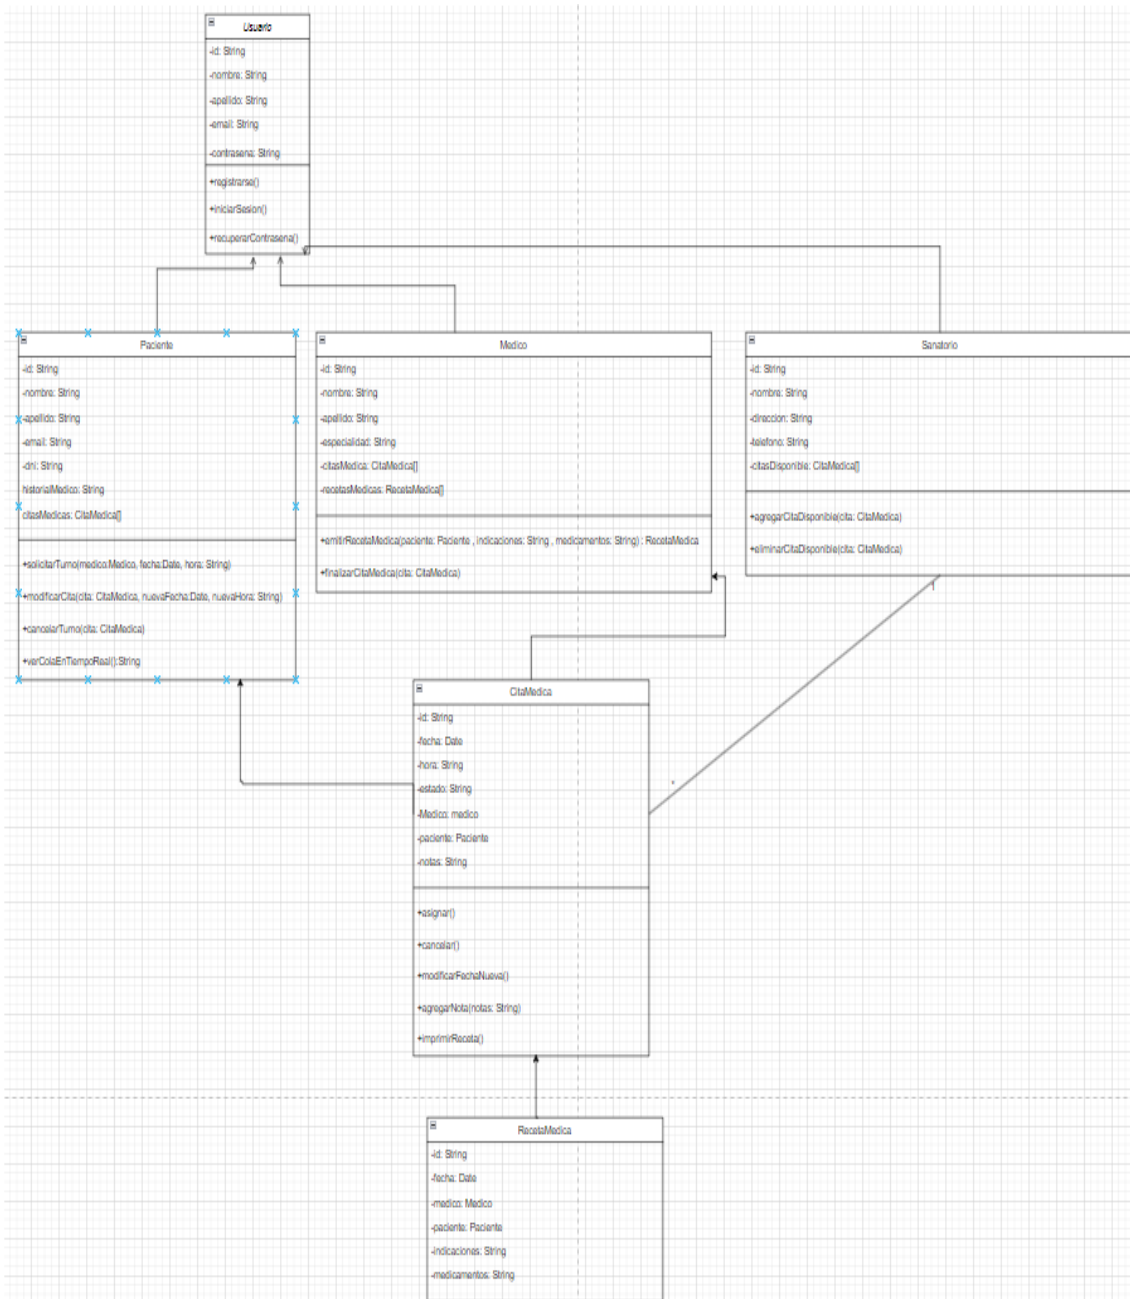 Usuario
-id: String
-nombre: String
-apellido: String
-email: String
-contrasena: String
+registrarse()
+iniciarSesion()
+recuperarContrasena()
Paciente
-id: String
-nombre: String
-apellido: String
-email: String
-dni: String
historialMedico: String
citasMedicas: CitaMedica[]
+solicitarTurno(medico:Medico, fecha:Date, hora: String)
+modificarCita(cita: CitaMedica, nuevaFecha:Date, nuevaHora: String)
+cancelarTurno(cita: CitaMedica)
+verColaEnTiempoReal():String
Medico
-id: String
-nombre: String
-apellido: String
-especialidad: String
-citasMedica: CitaMedica[]
-recetasMedicas: RecetaMedica[]
+emitirRecetaMedica(paciente: Paciente , indicaciones: String , medicamentos: String) : RecetaMedica
+finalizarCitaMedica(cita: CitaMedica)
Sanatorio
-id: String
-nombre: String
-direccion: String
-telefono: String
-citasDisponible: CitaMedica[]
+agregarCitaDisponible(cita: CitaMedica)
+eliminarCitaDisponible(cita: CitaMedica)
1
*
CitaMedica
-id: String
-fecha: Date
-hora: String
-estado: String
-Medico: medico
-paciente: Paciente
-notas: String
+asignar()
+cancelar()
+modificarFechaNueva()
+agregarNota(notas: String)
+imprimirReceta()
RecetaMedica
-id: String
-fecha: Date
-medico: Medico
-paciente: Paciente
-indicaciones: String
-medicamentos: String